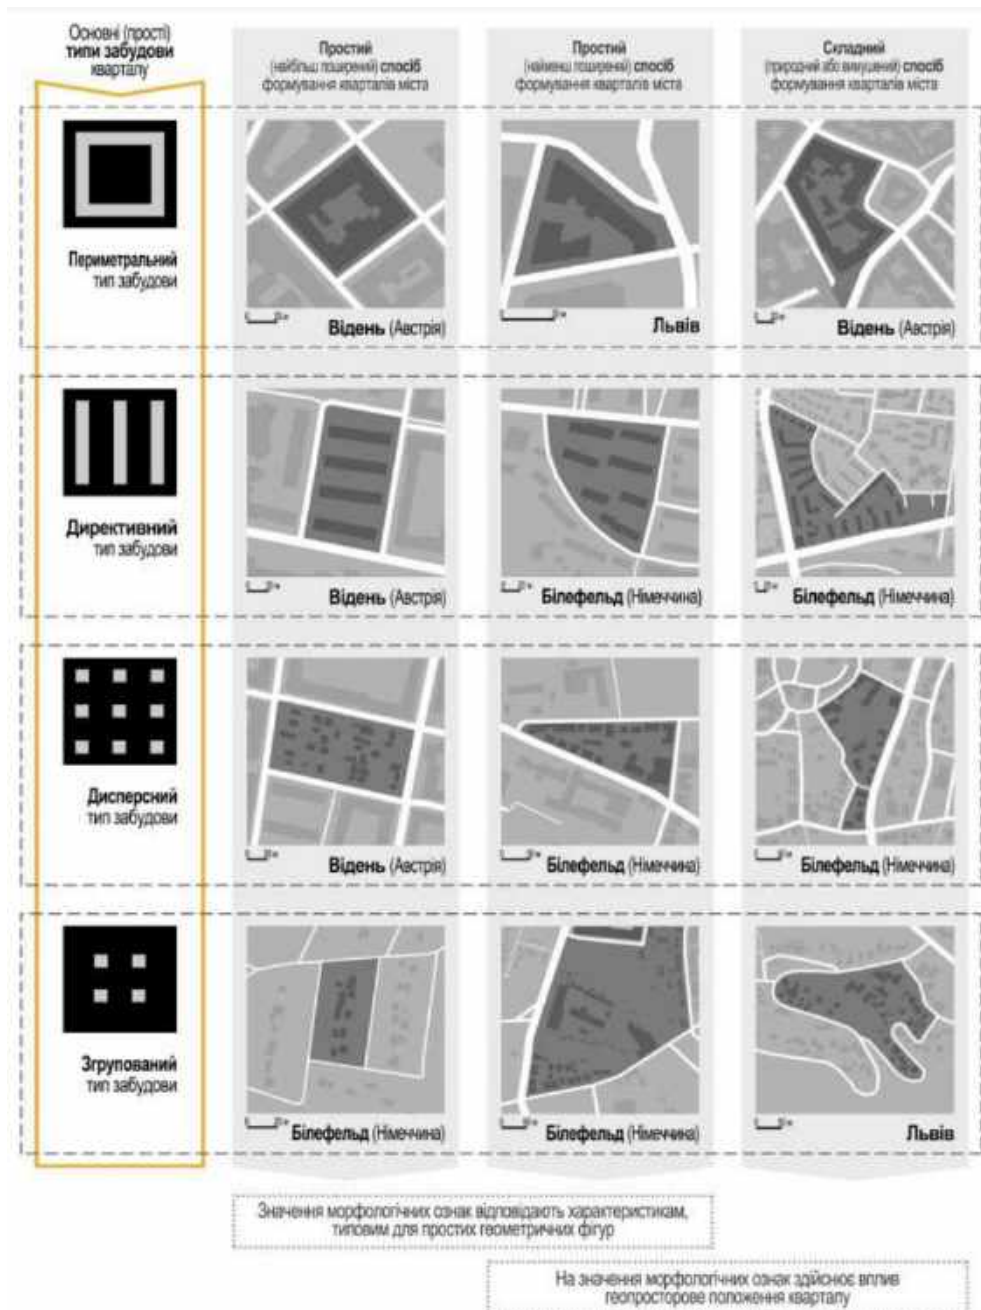 Основні (прості)
типи забудови
кварталу
Простий
(найбільш поширений) спосіб
формування кварталів міста
Простий
(найменш поширений) спосіб
формування кварталів міста
Складний
(природний або вимушений) спосіб
формування кварталів міста
Периметральний
тип забудови
Відень (Австрія)
Львів
Відень (Австрія)
Директивний
тип забудови
Відень (Австрія)
Білефельд (Німеччина)
Білефельд (Німеччина)
Дисперсний
тип забудови
Відень (Австрія)
Білефельд (Німеччина)
Білефельд (Німеччина)
Згрупований
тип забудови
Білефельд (Німеччина)
Білефельд (Німеччина)
Львів
Значення морфологічних ознак відповідають характеристикам,
типовим для простих геометричних фігур
На значення морфологічних ознак здійснює вплив
геопросторове положення кварталу